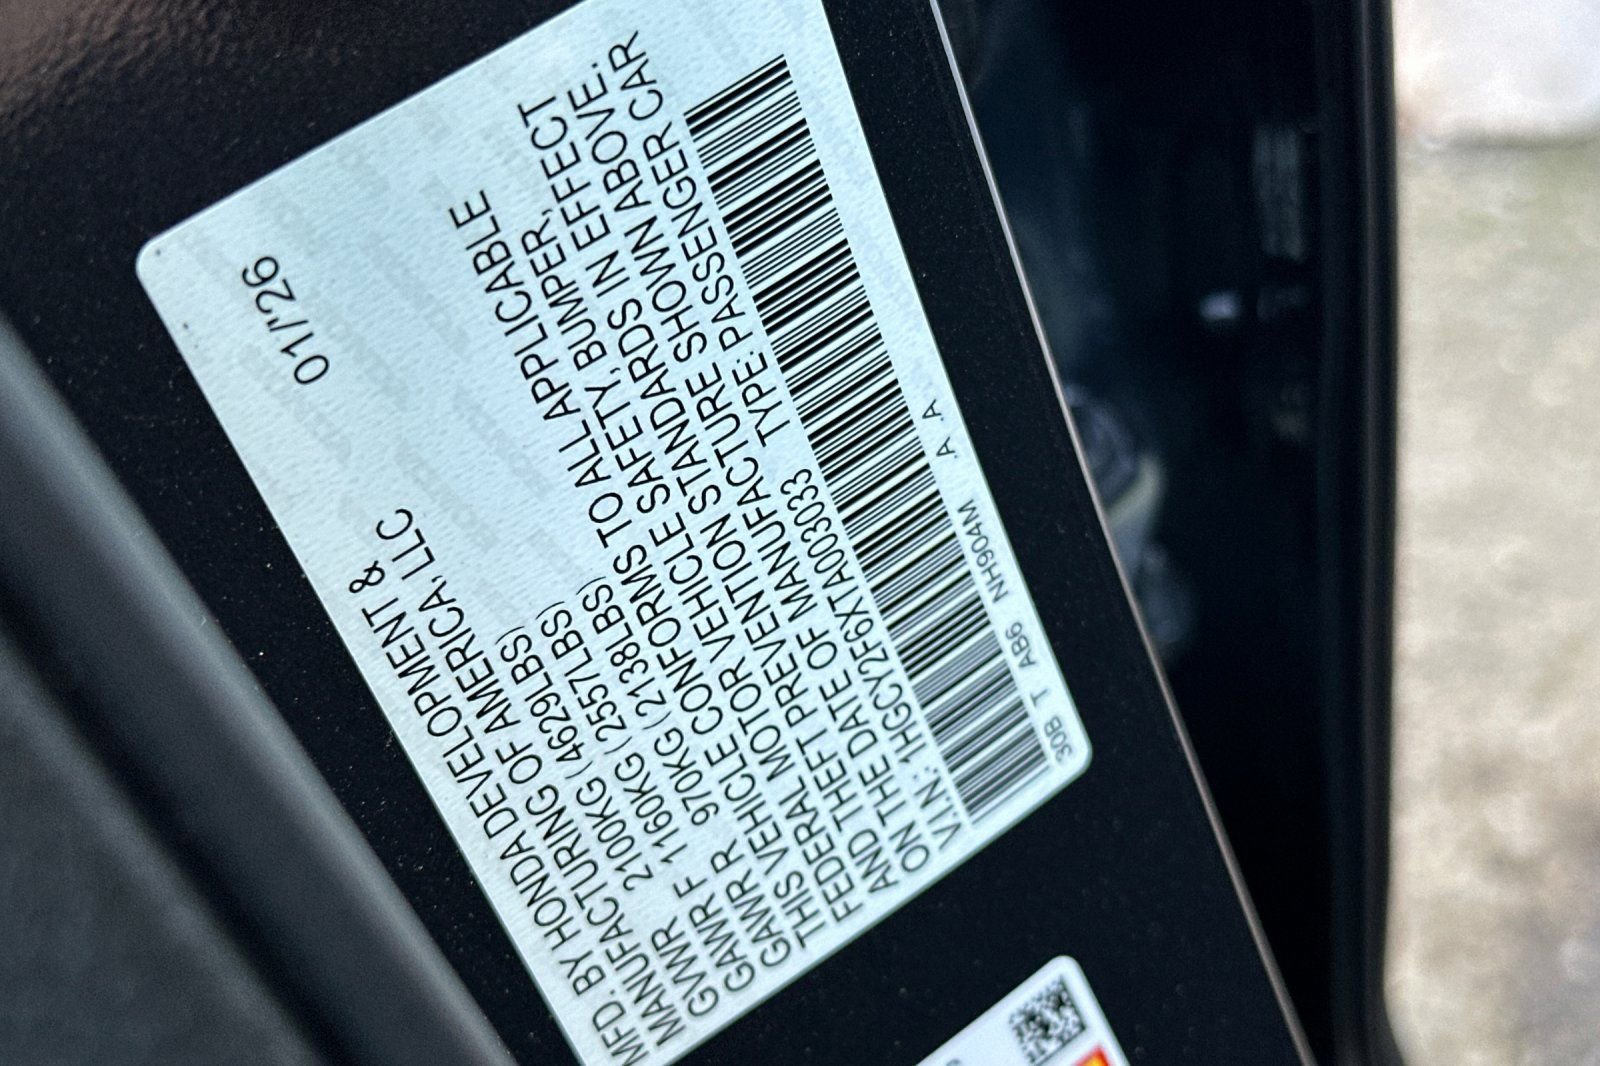 MFD. BY HONDA DEVELOPMENT & 01/'26
MANUFACTURING OF AMERICA, LLC
GVWR 2100KG ( 4629LBS)
GAWR F 1160KG ( 2557LBS)
GAWR R 970KG ( 2138LBS)
THIS VEHICLE CONFORMS TO ALL APPLICABLE
FEDERAL MOTOR VEHICLE SAFETY, BUMPER,
AND THEFT PREVENTION STANDARDS IN EFFECT
ON THE DATE OF MANUFACTURE SHOWN ABOVE.
V.I.N.: 1HGCY2F6XTA003033 TYPE: PASSENGER CAR
30B T AB6 NH904M .A .A